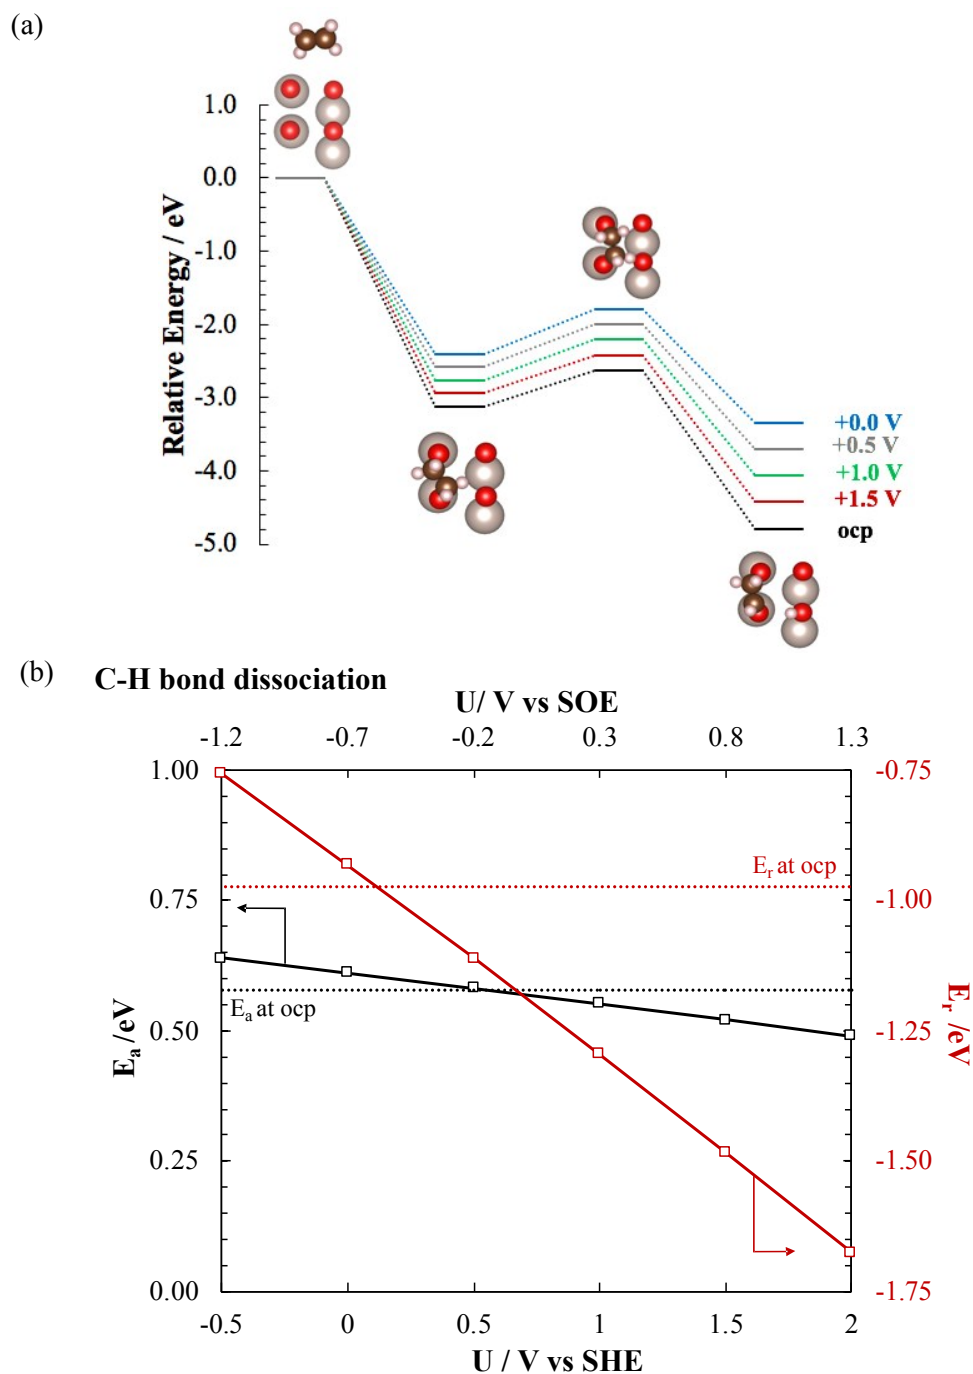 (a)
1.0
0.0
-1.0
-2.0
-3.0
-4.0
-5.0
Relative Energy / eV
+0.0 V
+0.5 V
+1.0 V
+1.5 V
ocp
(b)
C-H bond dissociation
U/ V vs SOE
-1.2 -0.7 -0.2 0.3 0.8 1.3
1.00
0.75
0.50
0.25
0.00
Eₐ /eV
Eᵣ at ocp
Eₐ at ocp
-0.75
-1.00
-1.25
-1.50
-1.75
Eᵣ /eV
-0.5 0 0.5 1 1.5 2
U / V vs SHE